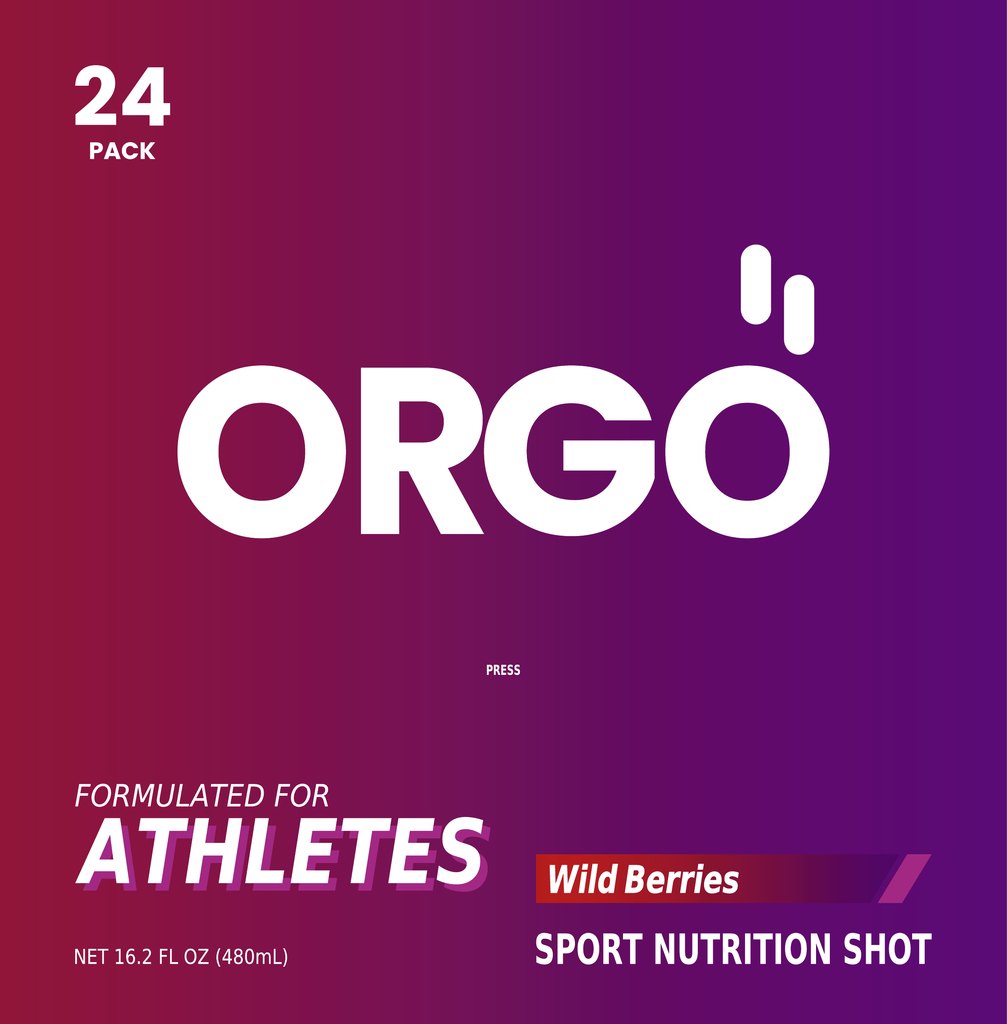 24
PACK
ORGO
PRESS
FORMULATED FOR
ATHLETES
Wild Berries
NET 16.2 FL OZ (480mL)
SPORT NUTRITION SHOT